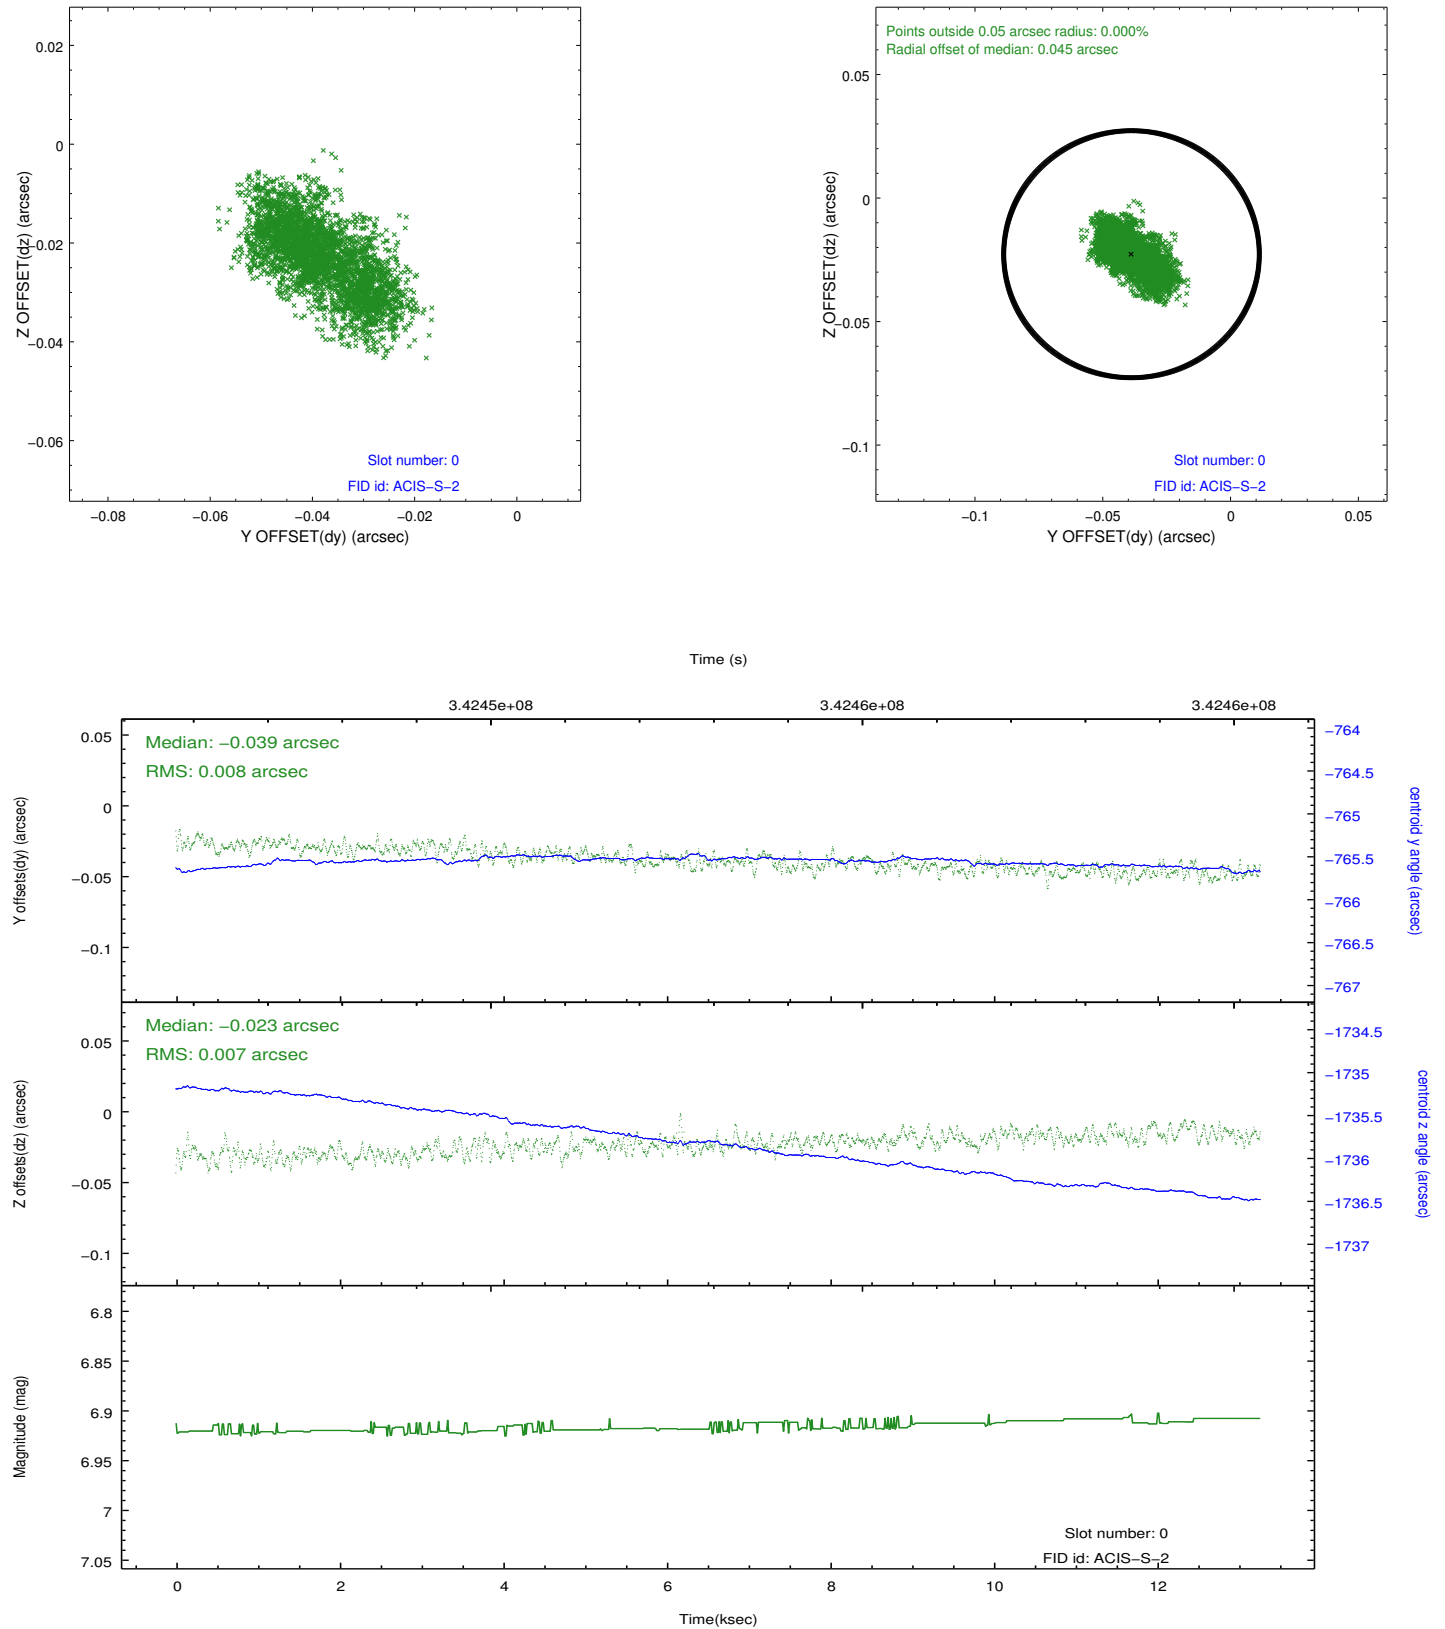 0.02
0
−0.02
−0.04
−0.06
Z OFFSET(dz) (arcsec)
Slot number: 0
FID id: ACIS−S−2
−0.08
−0.06
−0.04
−0.02
0
Y OFFSET(dy) (arcsec)
Points outside 0.05 arcsec radius: 0.000%
Radial offset of median: 0.045 arcsec
0.05
0
−0.05
−0.1
Z OFFSET(dz) (arcsec)
Slot number: 0
FID id: ACIS−S−2
−0.1
−0.05
0
0.05
Y OFFSET(dy) (arcsec)
Time (s)
3.4245e+08
3.4246e+08
3.4246e+08
Median: −0.039 arcsec
RMS: 0.008 arcsec
0.05
0
−0.05
−0.1
Y offsets(dy) (arcsec)
−764
−764.5
−765
−765.5
−766
−766.5
−767
centroid y angle (arcsec)
Median: −0.023 arcsec
RMS: 0.007 arcsec
0.05
0
−0.05
−0.1
Z offsets(dz) (arcsec)
−1734.5
−1735
−1735.5
−1736
−1736.5
−1737
centroid z angle (arcsec)
6.8
6.85
6.9
6.95
7
7.05
Magnitude (mag)
Slot number: 0
FID id: ACIS−S−2
0
2
4
6
8
10
12
Time(ksec)